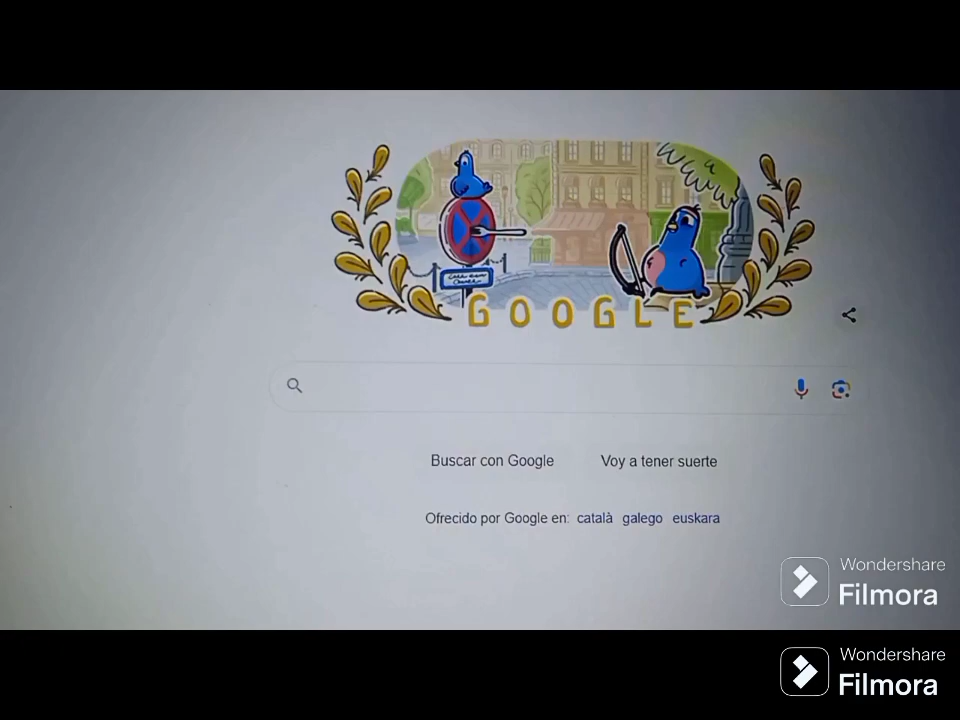 GOOGLE
Buscar con Google Voy a tener suerte
Ofrecido por Google en: català galego euskara
Wondershare
Filmora
Wondershare
Filmora